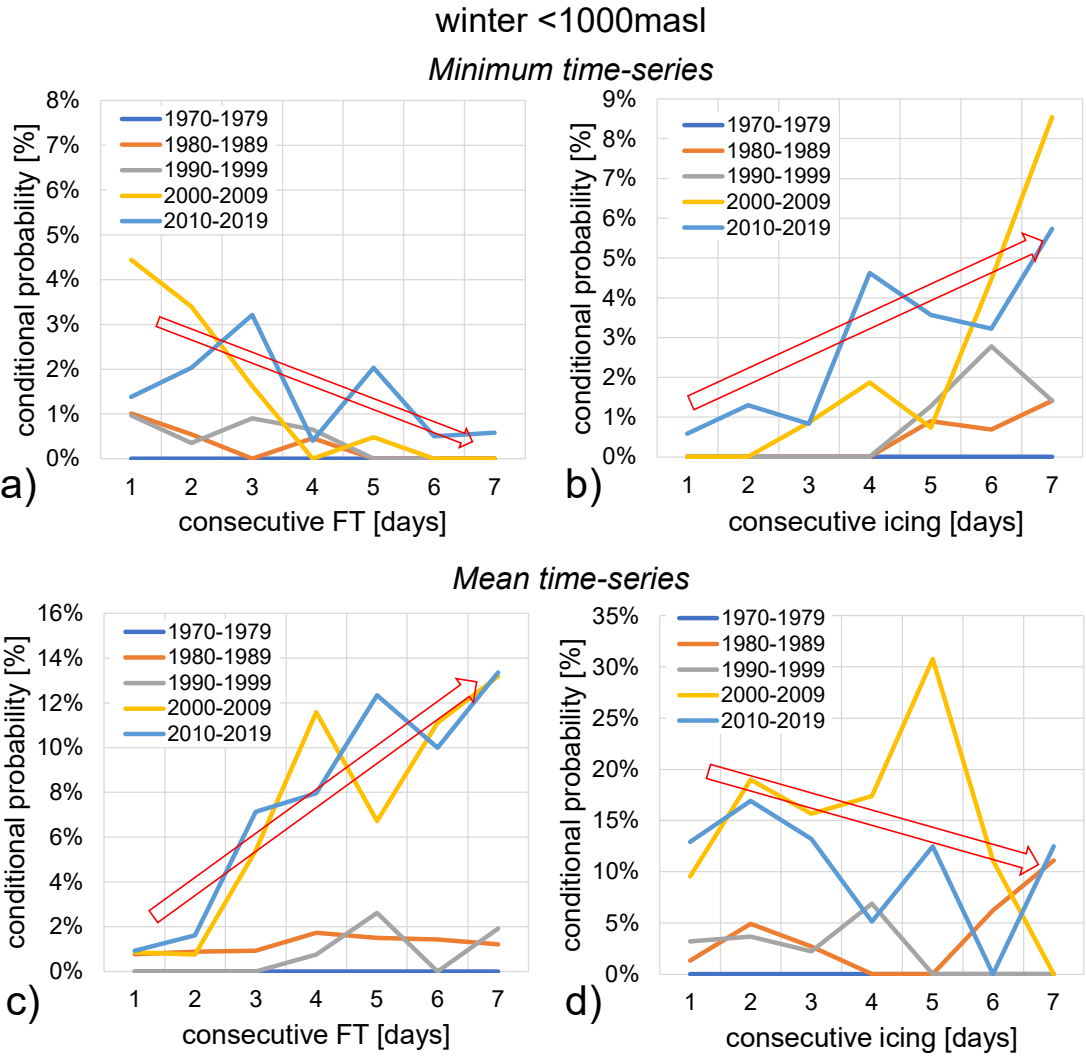 winter <1000masl
Minimum time-series
8%
7%
6%
5%
4%
3%
2%
1%
0%
conditional probability [%]
1970-1979
1980-1989
1990-1999
2000-2009
2010-2019
1 2 3 4 5 6 7
consecutive FT [days]
a)
9%
8%
7%
6%
5%
4%
3%
2%
1%
0%
conditional probability [%]
1970-1979
1980-1989
1990-1999
2000-2009
2010-2019
1 2 3 4 5 6 7
consecutive icing [days]
b)
Mean time-series
16%
14%
12%
10%
8%
6%
4%
2%
0%
conditional probability [%]
1970-1979
1980-1989
1990-1999
2000-2009
2010-2019
1 2 3 4 5 6 7
consecutive FT [days]
c)
35%
30%
25%
20%
15%
10%
5%
0%
conditional probability [%]
1970-1979
1980-1989
1990-1999
2000-2009
2010-2019
1 2 3 4 5 6 7
consecutive icing [days]
d)